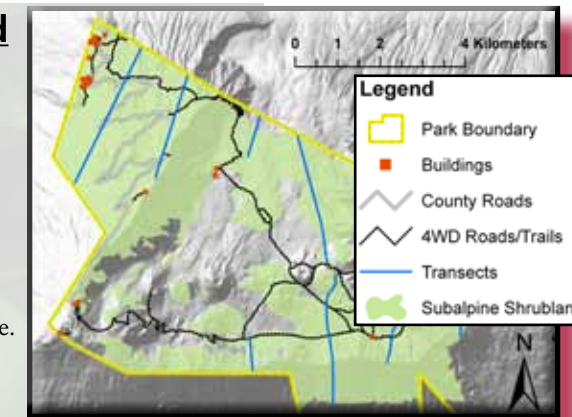 d
0 1 2 4 Kilometers
Legend
Park Boundary
Buildings
County Roads
4WD Roads/Trails
Transects
Subalpine Shrublan
e.
N